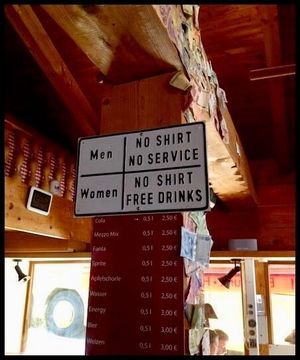 Men NO SHIRT
NO SERVICE
Women NO SHIRT
FREE DRINKS
Cola 0,5 l 2,50 €
Mezzo Mix 0,5 l 2,50 €
Fanta 0,5 l 2,50 €
Sprite 0,5 l 2,50 €
Apfelschorle 0,5 l 2,50 €
Wasser 0,5 l 2,50 €
Energy 0,5 l 3,00 €
Bier 0,5 l 3,00 €
Weizen 0,5 l 3,00 €